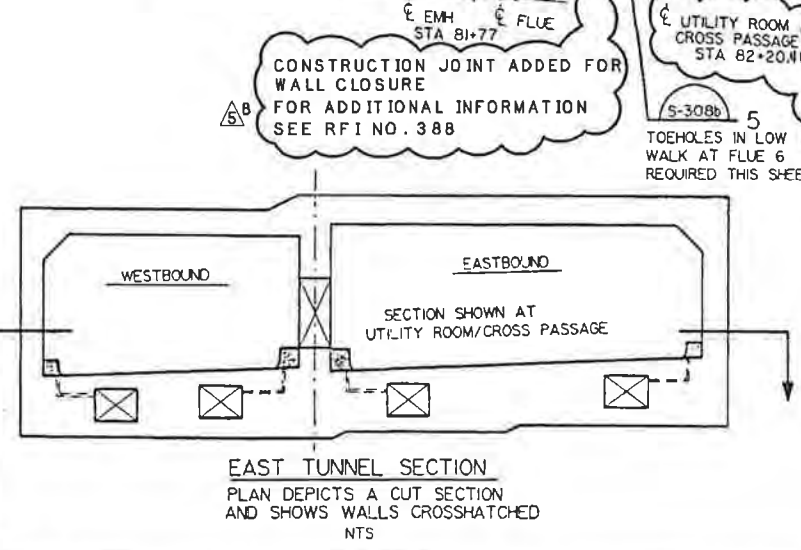 ℄ EMH
STA 81+77
℄ FLUE
℄ UTILITY ROOM
CROSS PASSAGE
CONSTRUCTION JOINT ADDED FOR
WALL CLOSURE
FOR ADDITIONAL INFORMATION
SEE RFI NO. 388
5 B
S-308b 5
TOEHOLES IN LOW
WALK AT FLUE 6
REQUIRED THIS
WESTBOUND
EASTBOUND
SECTION SHOWN AT
UTILITY ROOM/CROSS PASSAGE
EAST TUNNEL SECTION
PLAN DEPICTS A CUT SECTION
AND SHOWS WALLS CROSSHATCHED
NTS